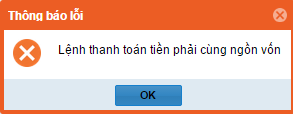 Thông báo lỗi
Lệnh thanh toán tiền phải cùng ngồn vốn
OK